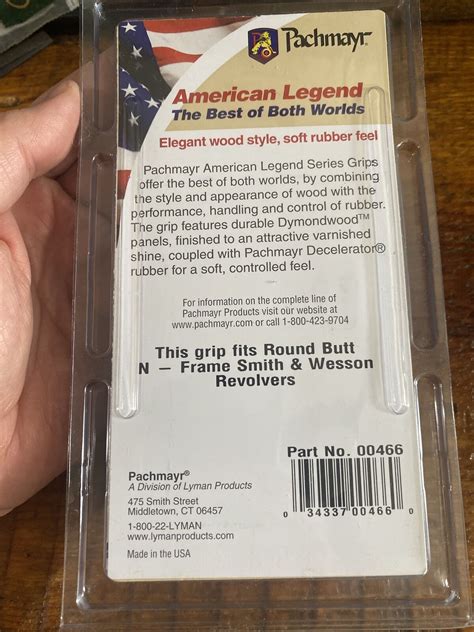 Pachmayr®
American Legend
The Best of Both Worlds
Elegant wood style, soft rubber feel
Pachmayr American Legend Series Grips
offer the best of both worlds, by combining
the style and appearance of wood with the
performance, handling and control of rubber.
The grip features durable Dymondwood™
panels, finished to an attractive varnished
shine, coupled with Pachmayr Decelerator®
rubber for a soft, controlled feel.
For information on the complete line of
Pachmayr Products visit our website at
www.pachmayr.com or call 1-800-423-9704
This grip fits Round Butt
N — Frame Smith & Wesson
Revolvers
Part No. 00466
Pachmayr®
A Division of Lyman Products
475 Smith Street
Middletown, CT 06457
1-800-22-LYMAN
www.lymanproducts.com
Made in the USA
0 34337 00466 0